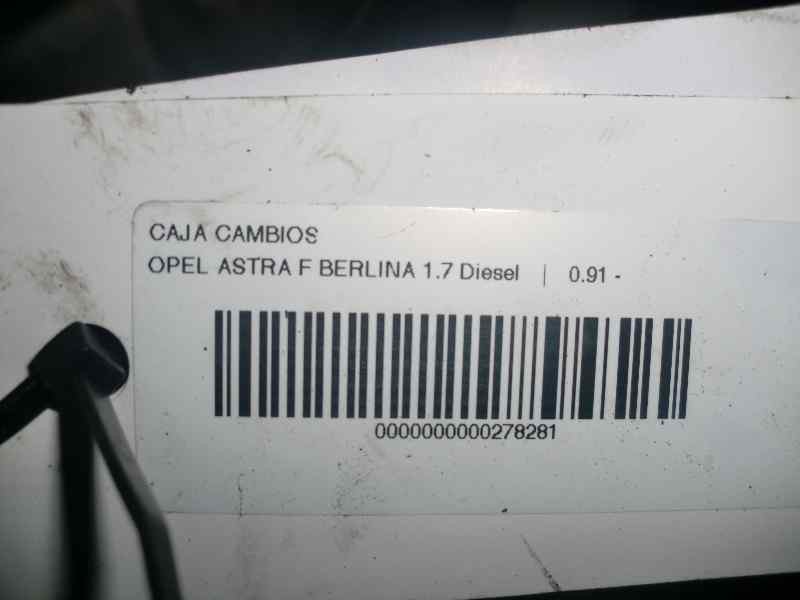 CAJA CAMBIOS
OPEL ASTRA F BERLINA 1.7 Diesel | 0.91 -
0000000000278281